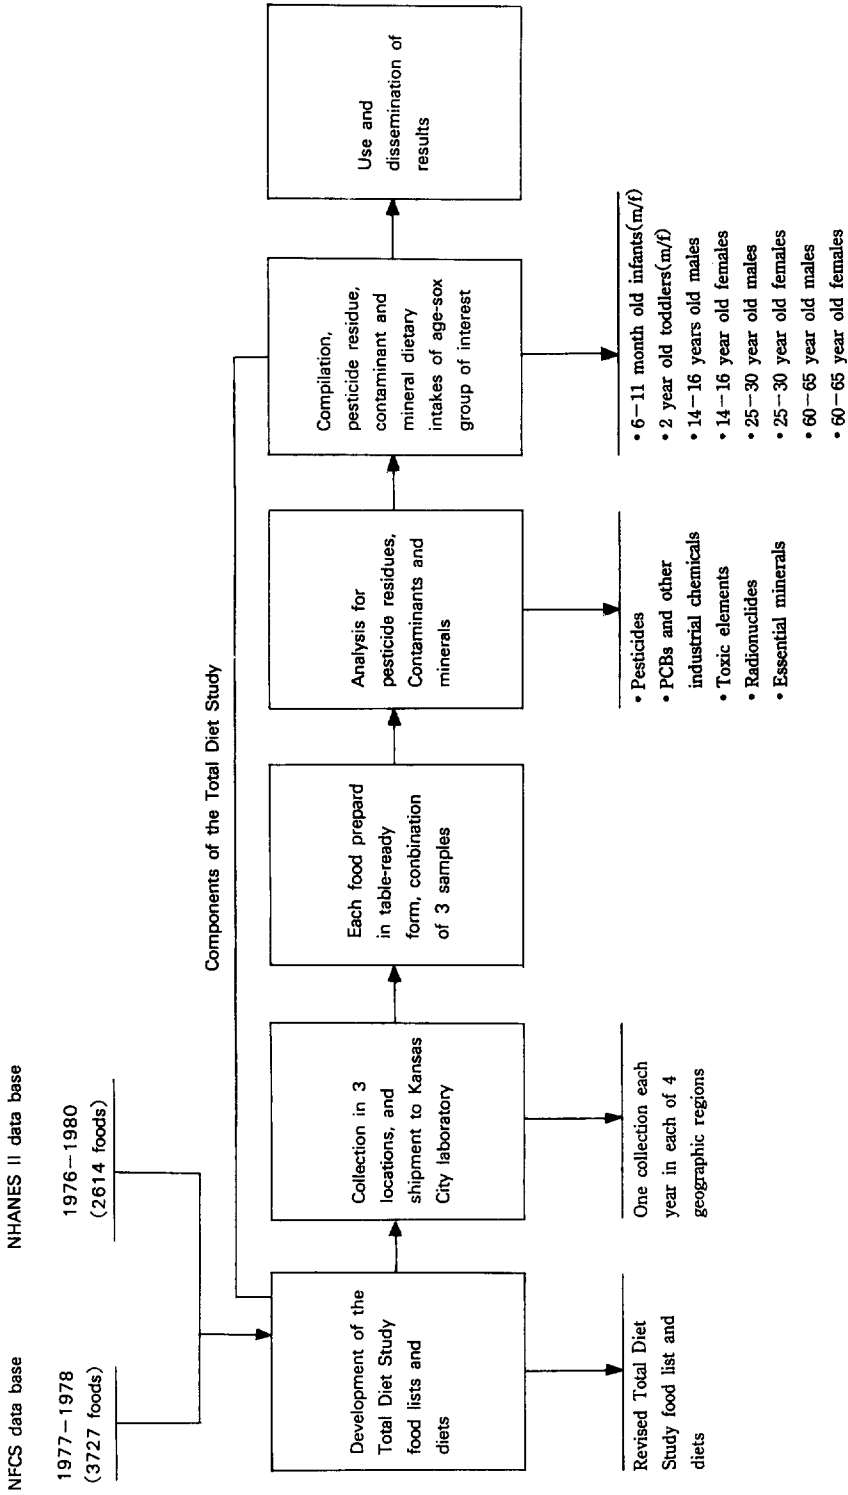 NFCS data base
1977–1978
(3727 foods)
NHANES II data base
1976–1980
(2614 foods)
Components of the Total Diet Study
Development of the
Total Diet Study
food lists and
diets
Collection in 3
locations, and
shipment to Kansas
City laboratory
Each food prepard
in table-ready
form, conbination
of 3 samples
Analysis for
pesticide residues,
Contaminants and
minerals
Compilation,
pesticide residue,
contaminant and
mineral dietary
intakes of age-sox
group of interest
Use and
dissemination of
results
Revised Total Diet
Study food list and
diets
One collection each
year in each of 4
geographic regions
• Pesticides
• PCBs and other
industrial chemicals
• Toxic elements
• Radionuclides
• Essential minerals
• 6–11 month old infants(m/f)
• 2 year old toddlers(m/f)
• 14–16 years old males
• 14–16 year old females
• 25–30 year old males
• 25–30 year old females
• 60–65 year old males
• 60–65 year old females